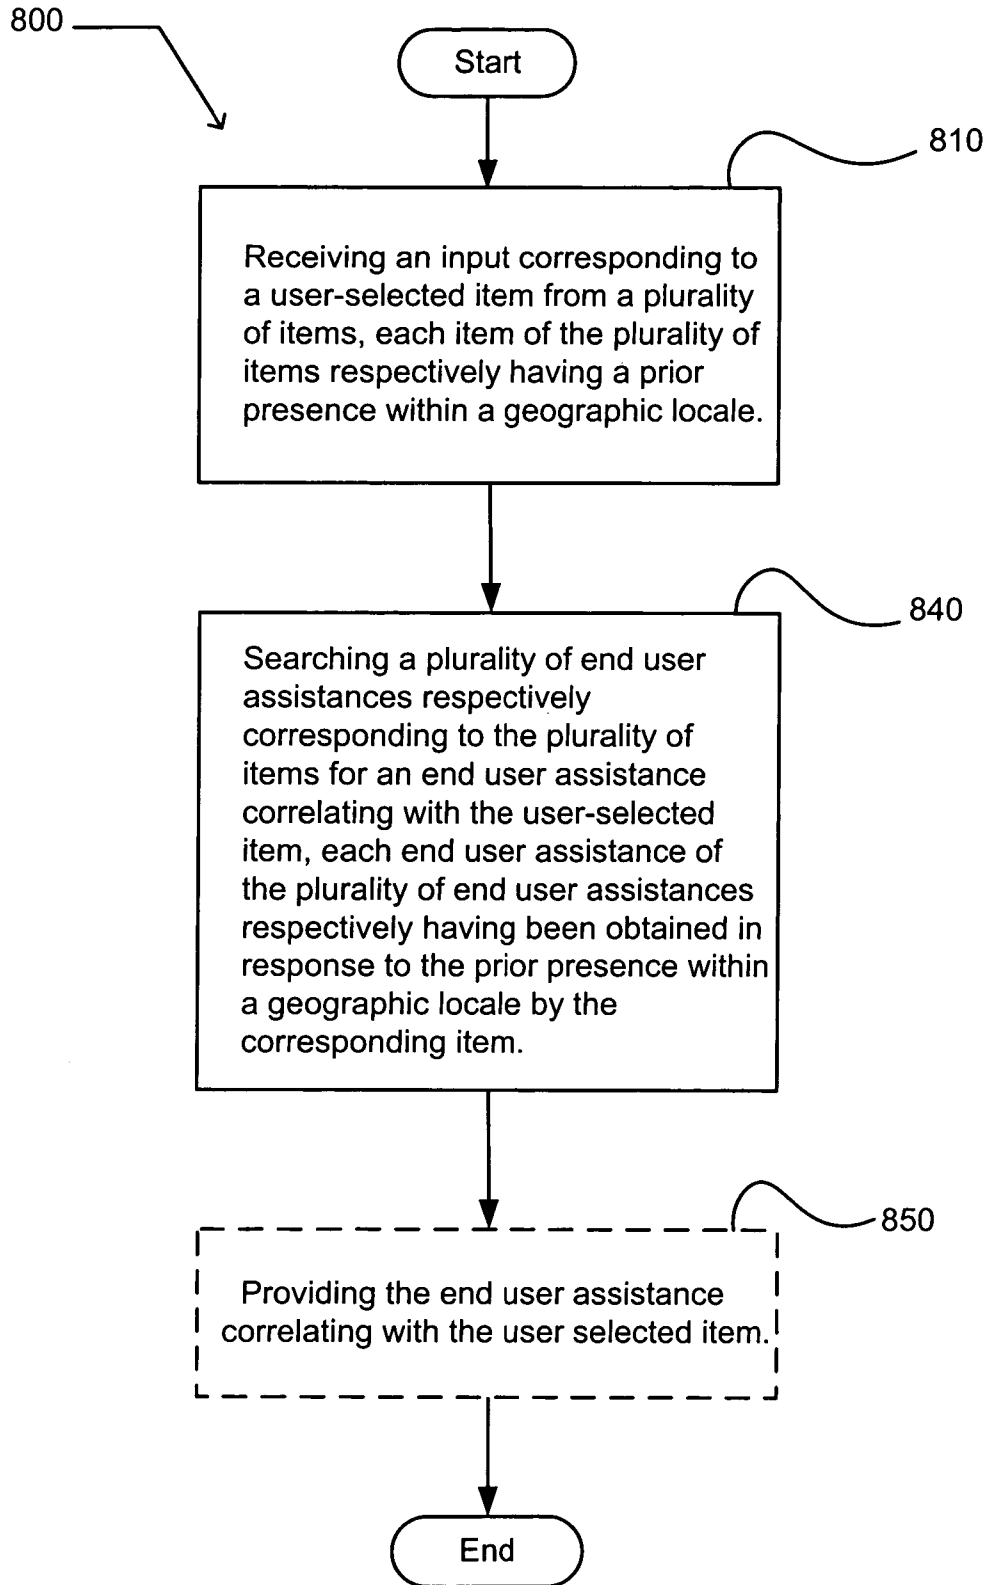 800
Start
810
Receiving an input corresponding to
a user-selected item from a plurality
of items, each item of the plurality of
items respectively having a prior
presence within a geographic locale.
840
Searching a plurality of end user
assistances respectively
corresponding to the plurality of
items for an end user assistance
correlating with the user-selected
item, each end user assistance of
the plurality of end user assistances
respectively having been obtained in
response to the prior presence within
a geographic locale by the
corresponding item.
850
Providing the end user assistance
correlating with the user selected item.
End